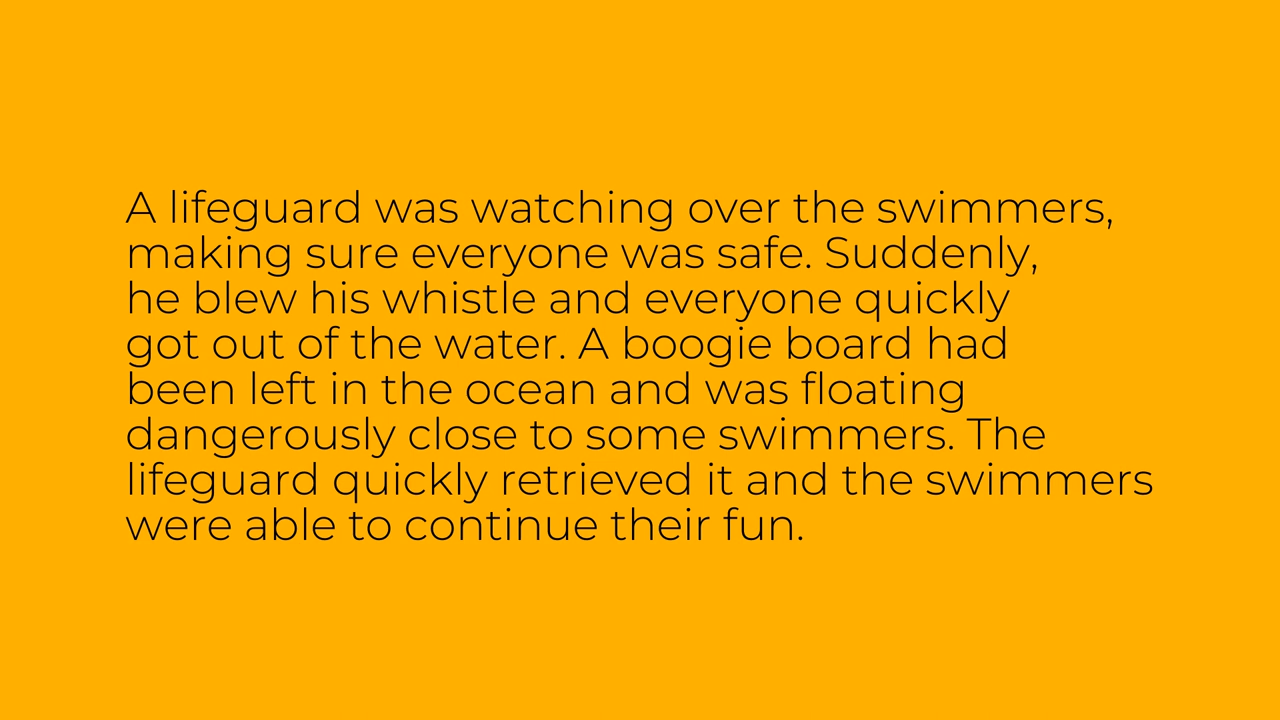 A lifeguard was watching over the swimmers,
making sure everyone was safe. Suddenly,
he blew his whistle and everyone quickly
got out of the water. A boogie board had
been left in the ocean and was floating
dangerously close to some swimmers. The
lifeguard quickly retrieved it and the swimmers
were able to continue their fun.